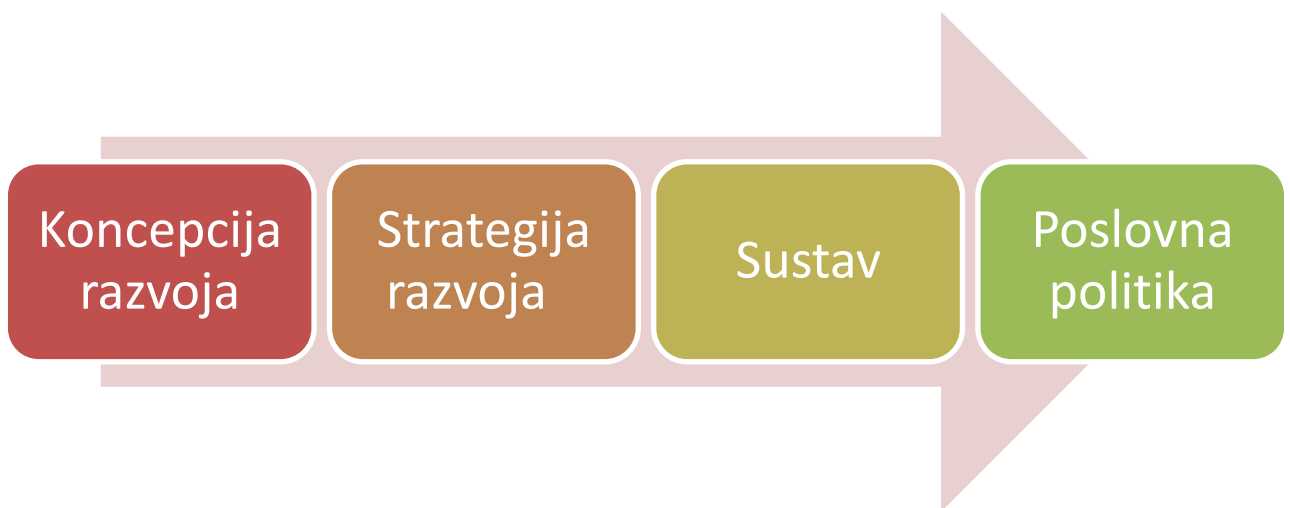 Koncepcija
razvoja
Strategija
razvoja
Sustav
Poslovna
politika